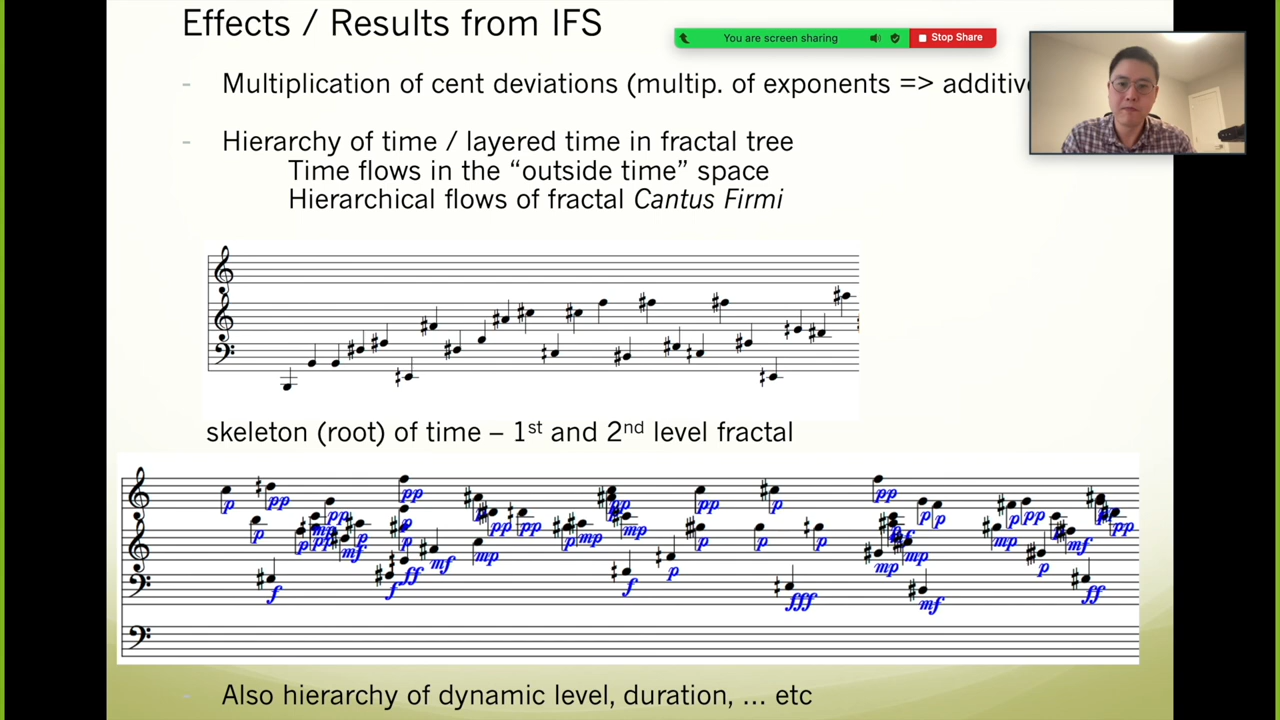 Effects / Results from IFS
You are screen sharing
Stop Share
- Multiplication of cent deviations (multip. of exponents => additive
- Hierarchy of time / layered time in fractal tree
Time flows in the “outside time” space
Hierarchical flows of fractal Cantus Firmi
skeleton (root) of time – 1st and 2nd level fractal
- Also hierarchy of dynamic level, duration, ... etc